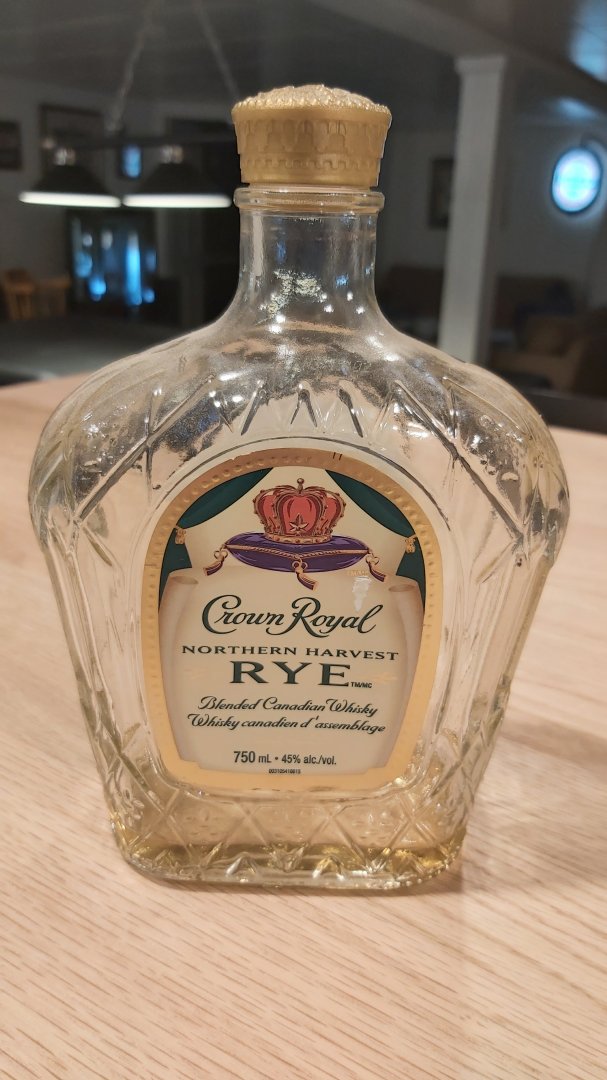 Crown Royal
NORTHERN HARVEST
RYE TM/MC
Blended Canadian Whisky
Whisky canadien d'assemblage
750 mL • 45% alc./vol.